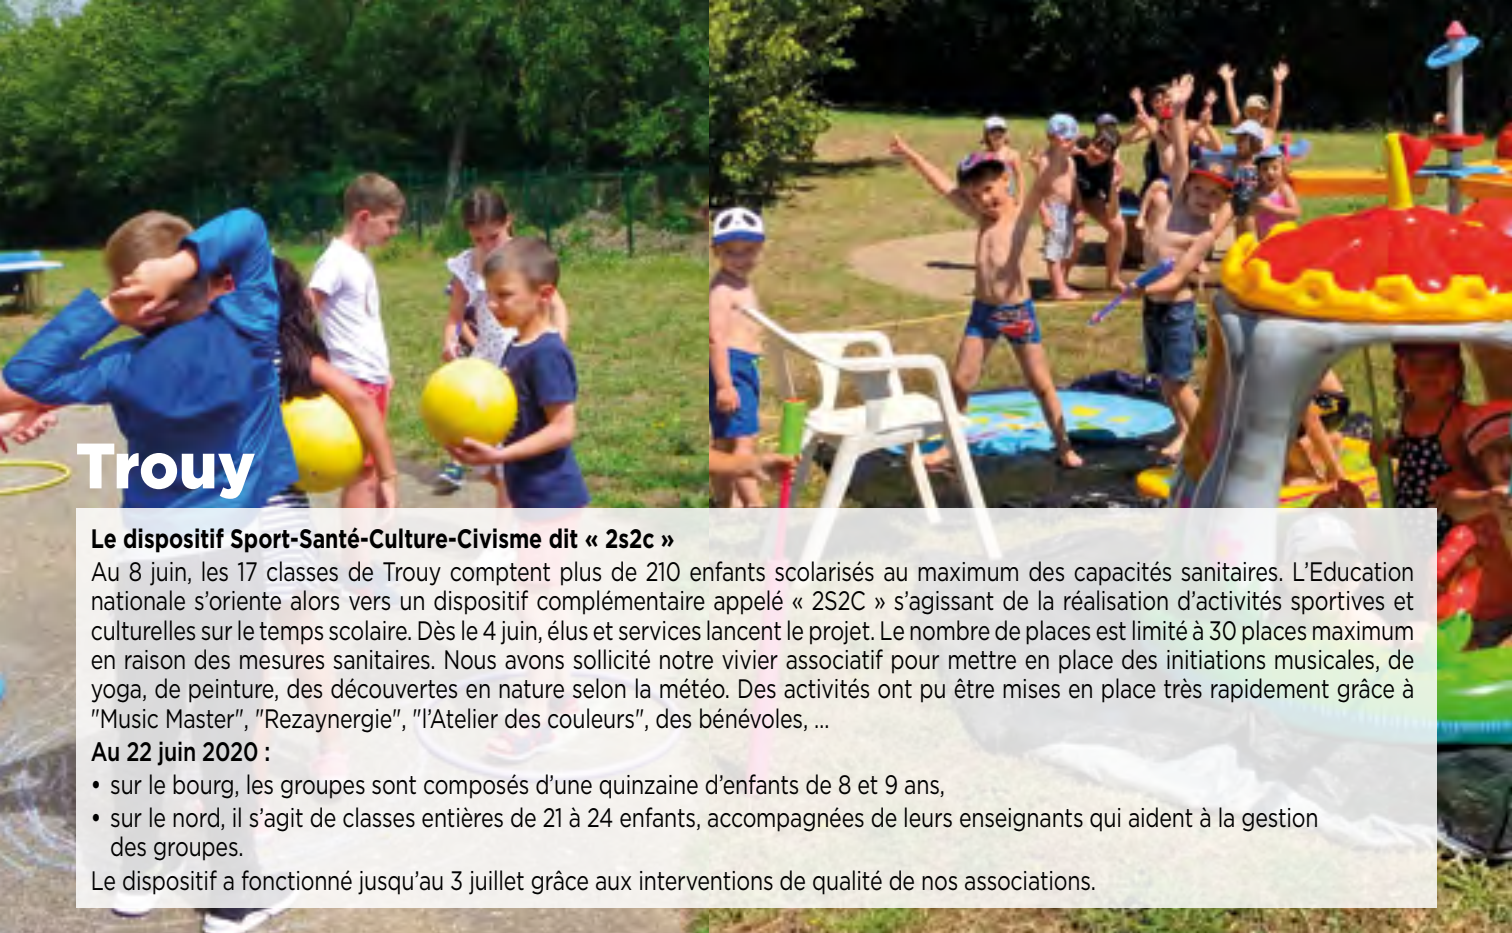 Trouy
Le dispositif Sport-Santé-Culture-Civisme dit « 2s2c »
Au 8 juin, les 17 classes de Trouy comptent plus de 210 enfants scolarisés au maximum des capacités sanitaires. L’Education
nationale s’oriente alors vers un dispositif complémentaire appelé « 2S2C » s’agissant de la réalisation d’activités sportives et
culturelles sur le temps scolaire. Dès le 4 juin, élus et services lancent le projet. Le nombre de places est limité à 30 places maximum
en raison des mesures sanitaires. Nous avons sollicité notre vivier associatif pour mettre en place des initiations musicales, de
yoga, de peinture, des découvertes en nature selon la météo. Des activités ont pu être mises en place très rapidement grâce à
"Music Master", "Rezaynergie", "l’Atelier des couleurs", des bénévoles, ...
Au 22 juin 2020 :
• sur le bourg, les groupes sont composés d’une quinzaine d’enfants de 8 et 9 ans,
• sur le nord, il s’agit de classes entières de 21 à 24 enfants, accompagnées de leurs enseignants qui aident à la gestion
des groupes.
Le dispositif a fonctionné jusqu’au 3 juillet grâce aux interventions de qualité de nos associations.